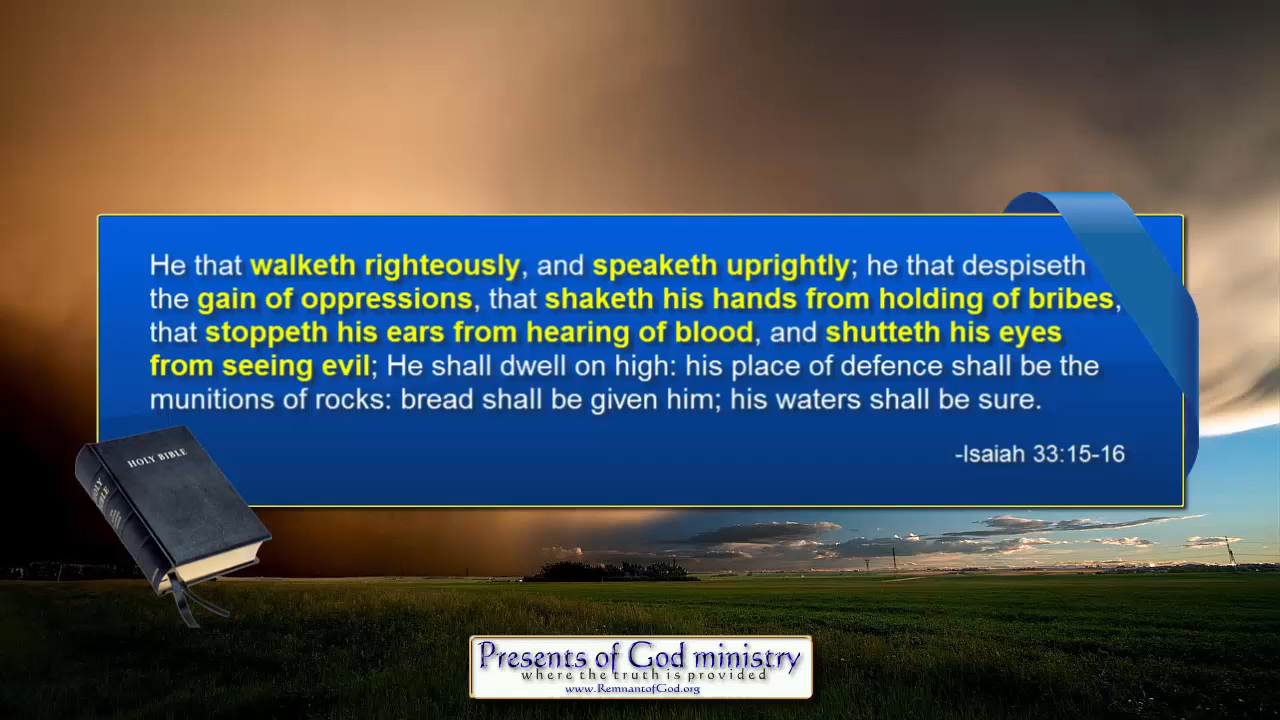 He that walketh righteously, and speaketh uprightly; he that despiseth
the gain of oppressions, that shaketh his hands from holding of bribes,
that stoppeth his ears from hearing of blood, and shutteth his eyes
from seeing evil; He shall dwell on high: his place of defence shall be the
munitions of rocks: bread shall be given him; his waters shall be sure.
-Isaiah 33:15-16
HOLY BIBLE
HOLY
BIBLE
Presents of God ministry
where the truth is provided
www.RemnantofGod.org